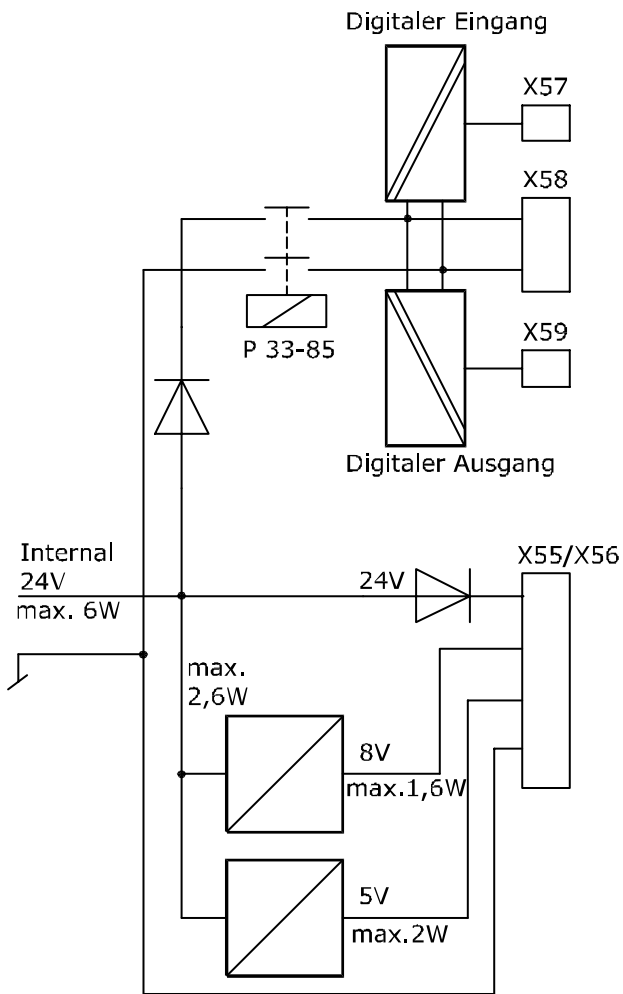 Digitaler Eingang
X57
X58
P 33-85
X59
Digitaler Ausgang
Internal
24V
max. 6W
24V
X55/X56
max.
2,6W
8V
max.1,6W
5V
max.2W